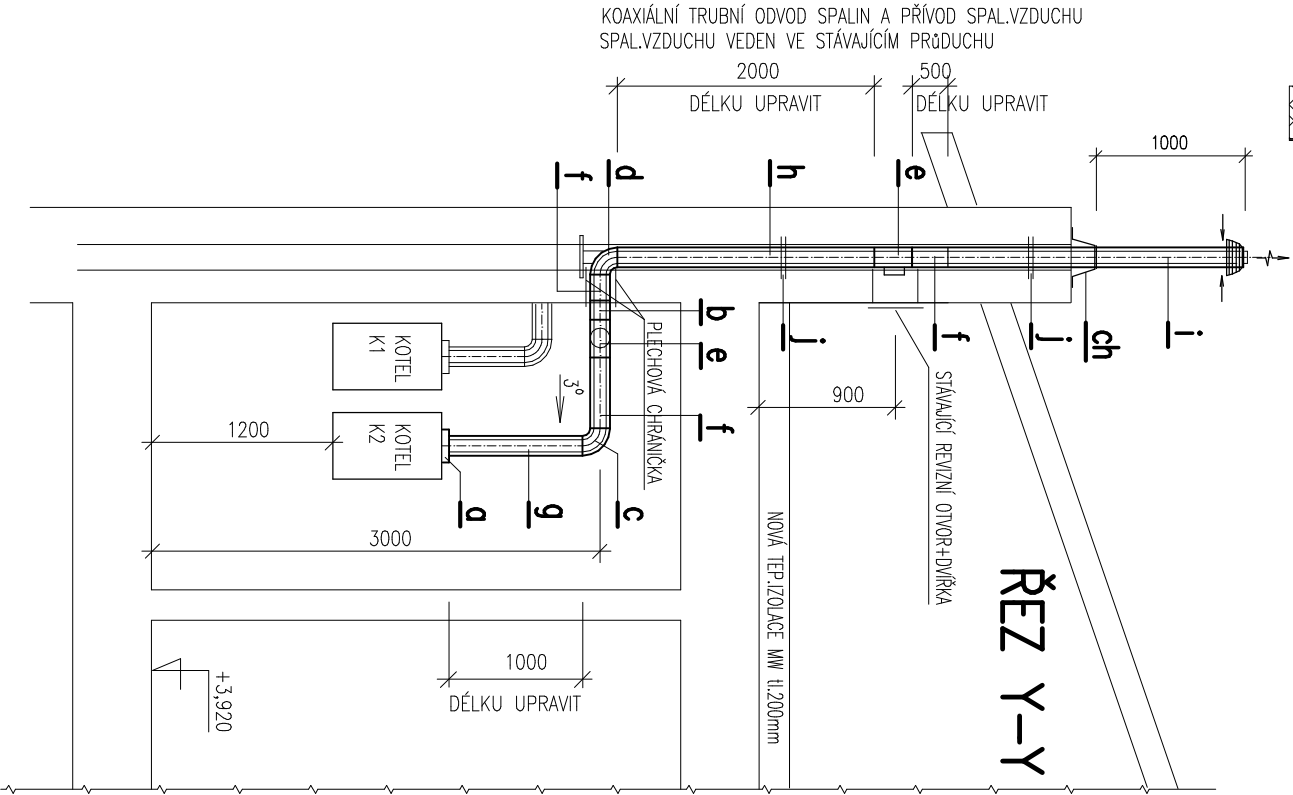 KOAXIÁLNÍ TRUBNÍ ODVOD SPALIN A PŘÍVOD SPAL.VZDUCHU
SPAL.VZDUCHU VEDEN VE STÁVAJÍCÍM PRůDUCHU
2000
DÉLKU UPRAVIT
500
DÉLKU UPRAVIT
1000
f
d
h
e
b
e
f
j
f
j
ch
i
PLECHOVÁ CHRÁNIČKA
KOTEL
K1
KOTEL
K2
3°
1200
900
STÁVAJÍCÍ REVIZNÍ OTVOR+DVÍŘKA
a
g
c
3000
NOVÁ TEP.IZOLACE MW tl.200mm
ŘEZ Y–Y
1000
DÉLKU UPRAVIT
+3,920